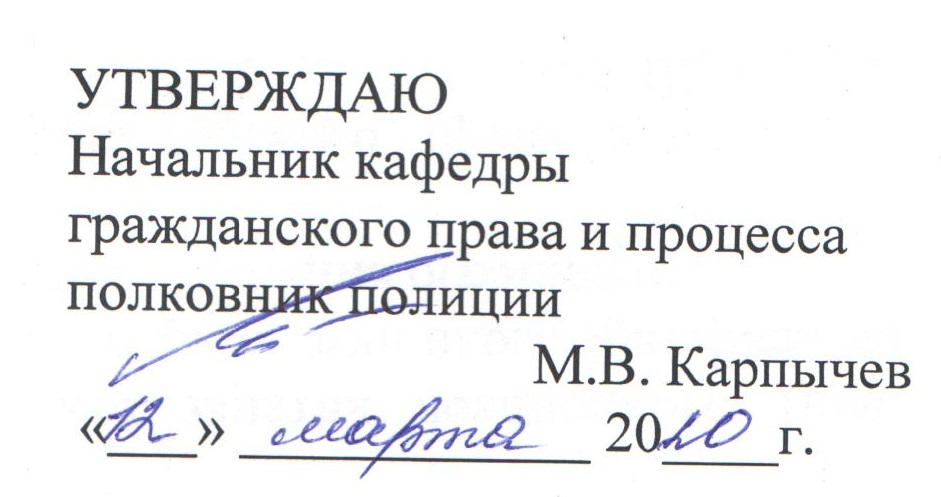 УТВЕРЖДАЮ
Начальник кафедры
гражданского права и процесса
полковник полиции
М.В. Карпычев
«12» марта 2020 г.